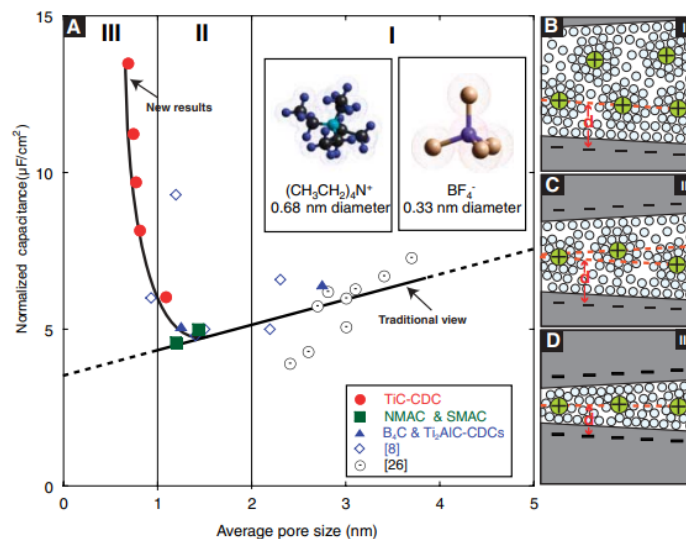 A
III
II
I
B
I
15
10
5
0
Normalized capacitance(μF/cm²)
New results
(CH₃CH₂)₄N⁺
0.68 nm diameter
BF₄⁻
0.33 nm diameter
Traditional view
TiC-CDC
NMAC & SMAC
B₄C & Ti₂AlC-CDCs
[8]
[26]
0
1
2
3
4
5
Average pore size (nm)
d
C
II
d
D
d